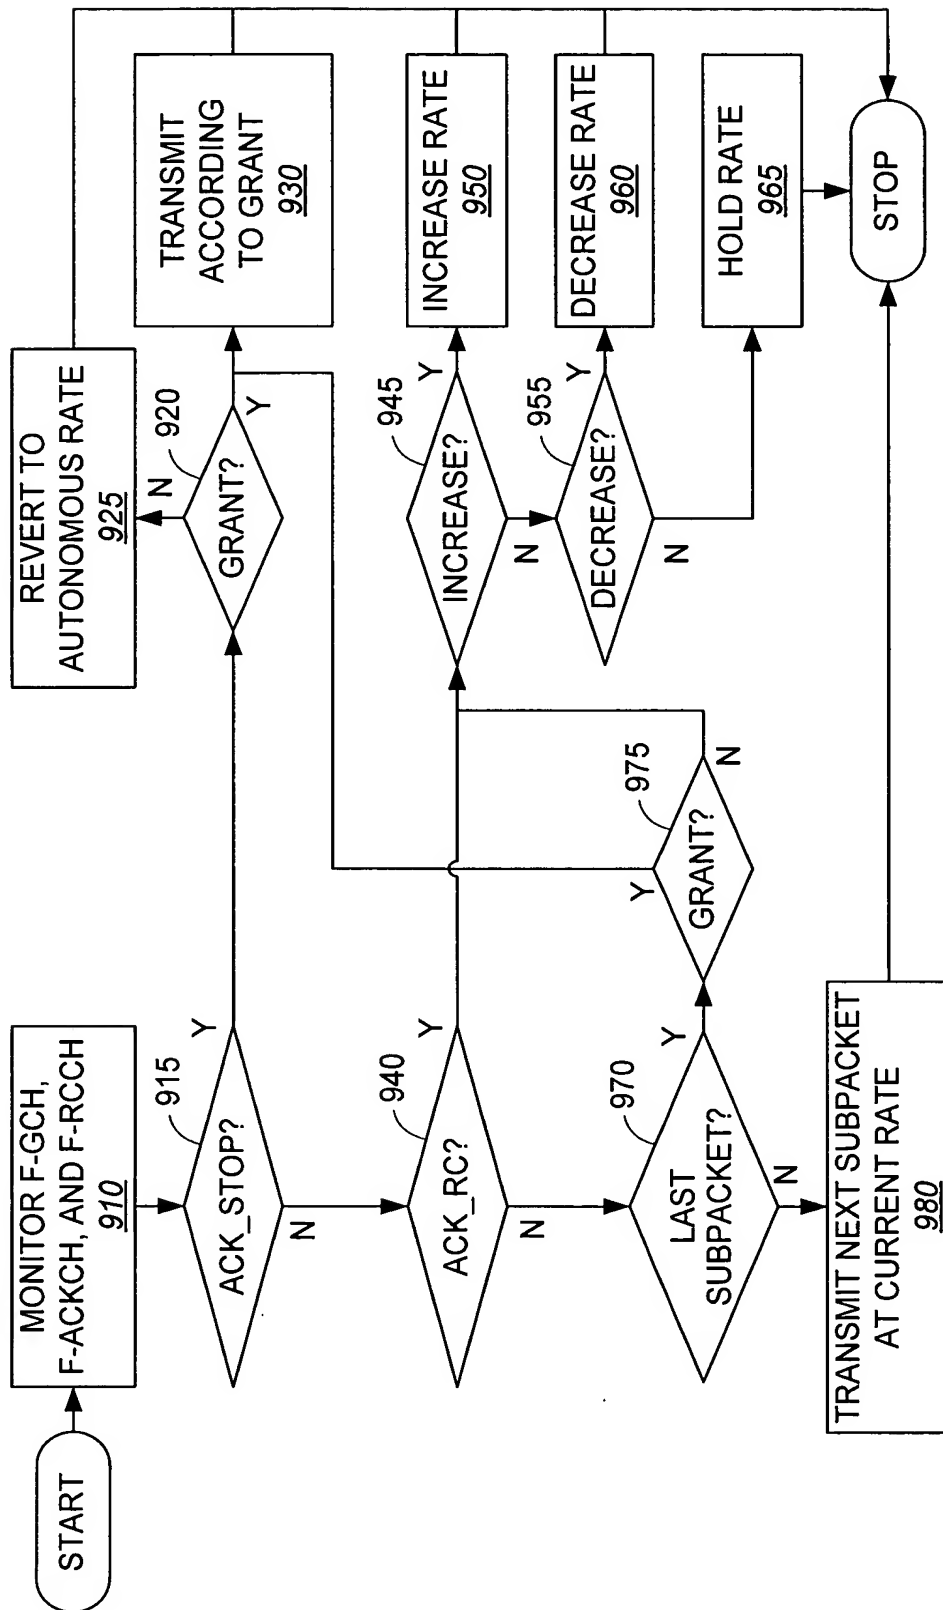 START
MONITOR F-GCH,
F-ACKCH, AND F-RCCH
910
915
ACK_STOP?
Y
N
920
GRANT?
N
Y
REVERT TO
AUTONOMOUS RATE
925
TRANSMIT
ACCORDING
TO GRANT
930
940
ACK_RC?
Y
N
945
INCREASE?
Y
N
INCREASE RATE
950
955
DECREASE?
Y
N
DECREASE RATE
960
HOLD RATE
965
970
LAST
SUBPACKET?
Y
N
975
GRANT?
Y
N
TRANSMIT NEXT SUBPACKET
AT CURRENT RATE
980
STOP